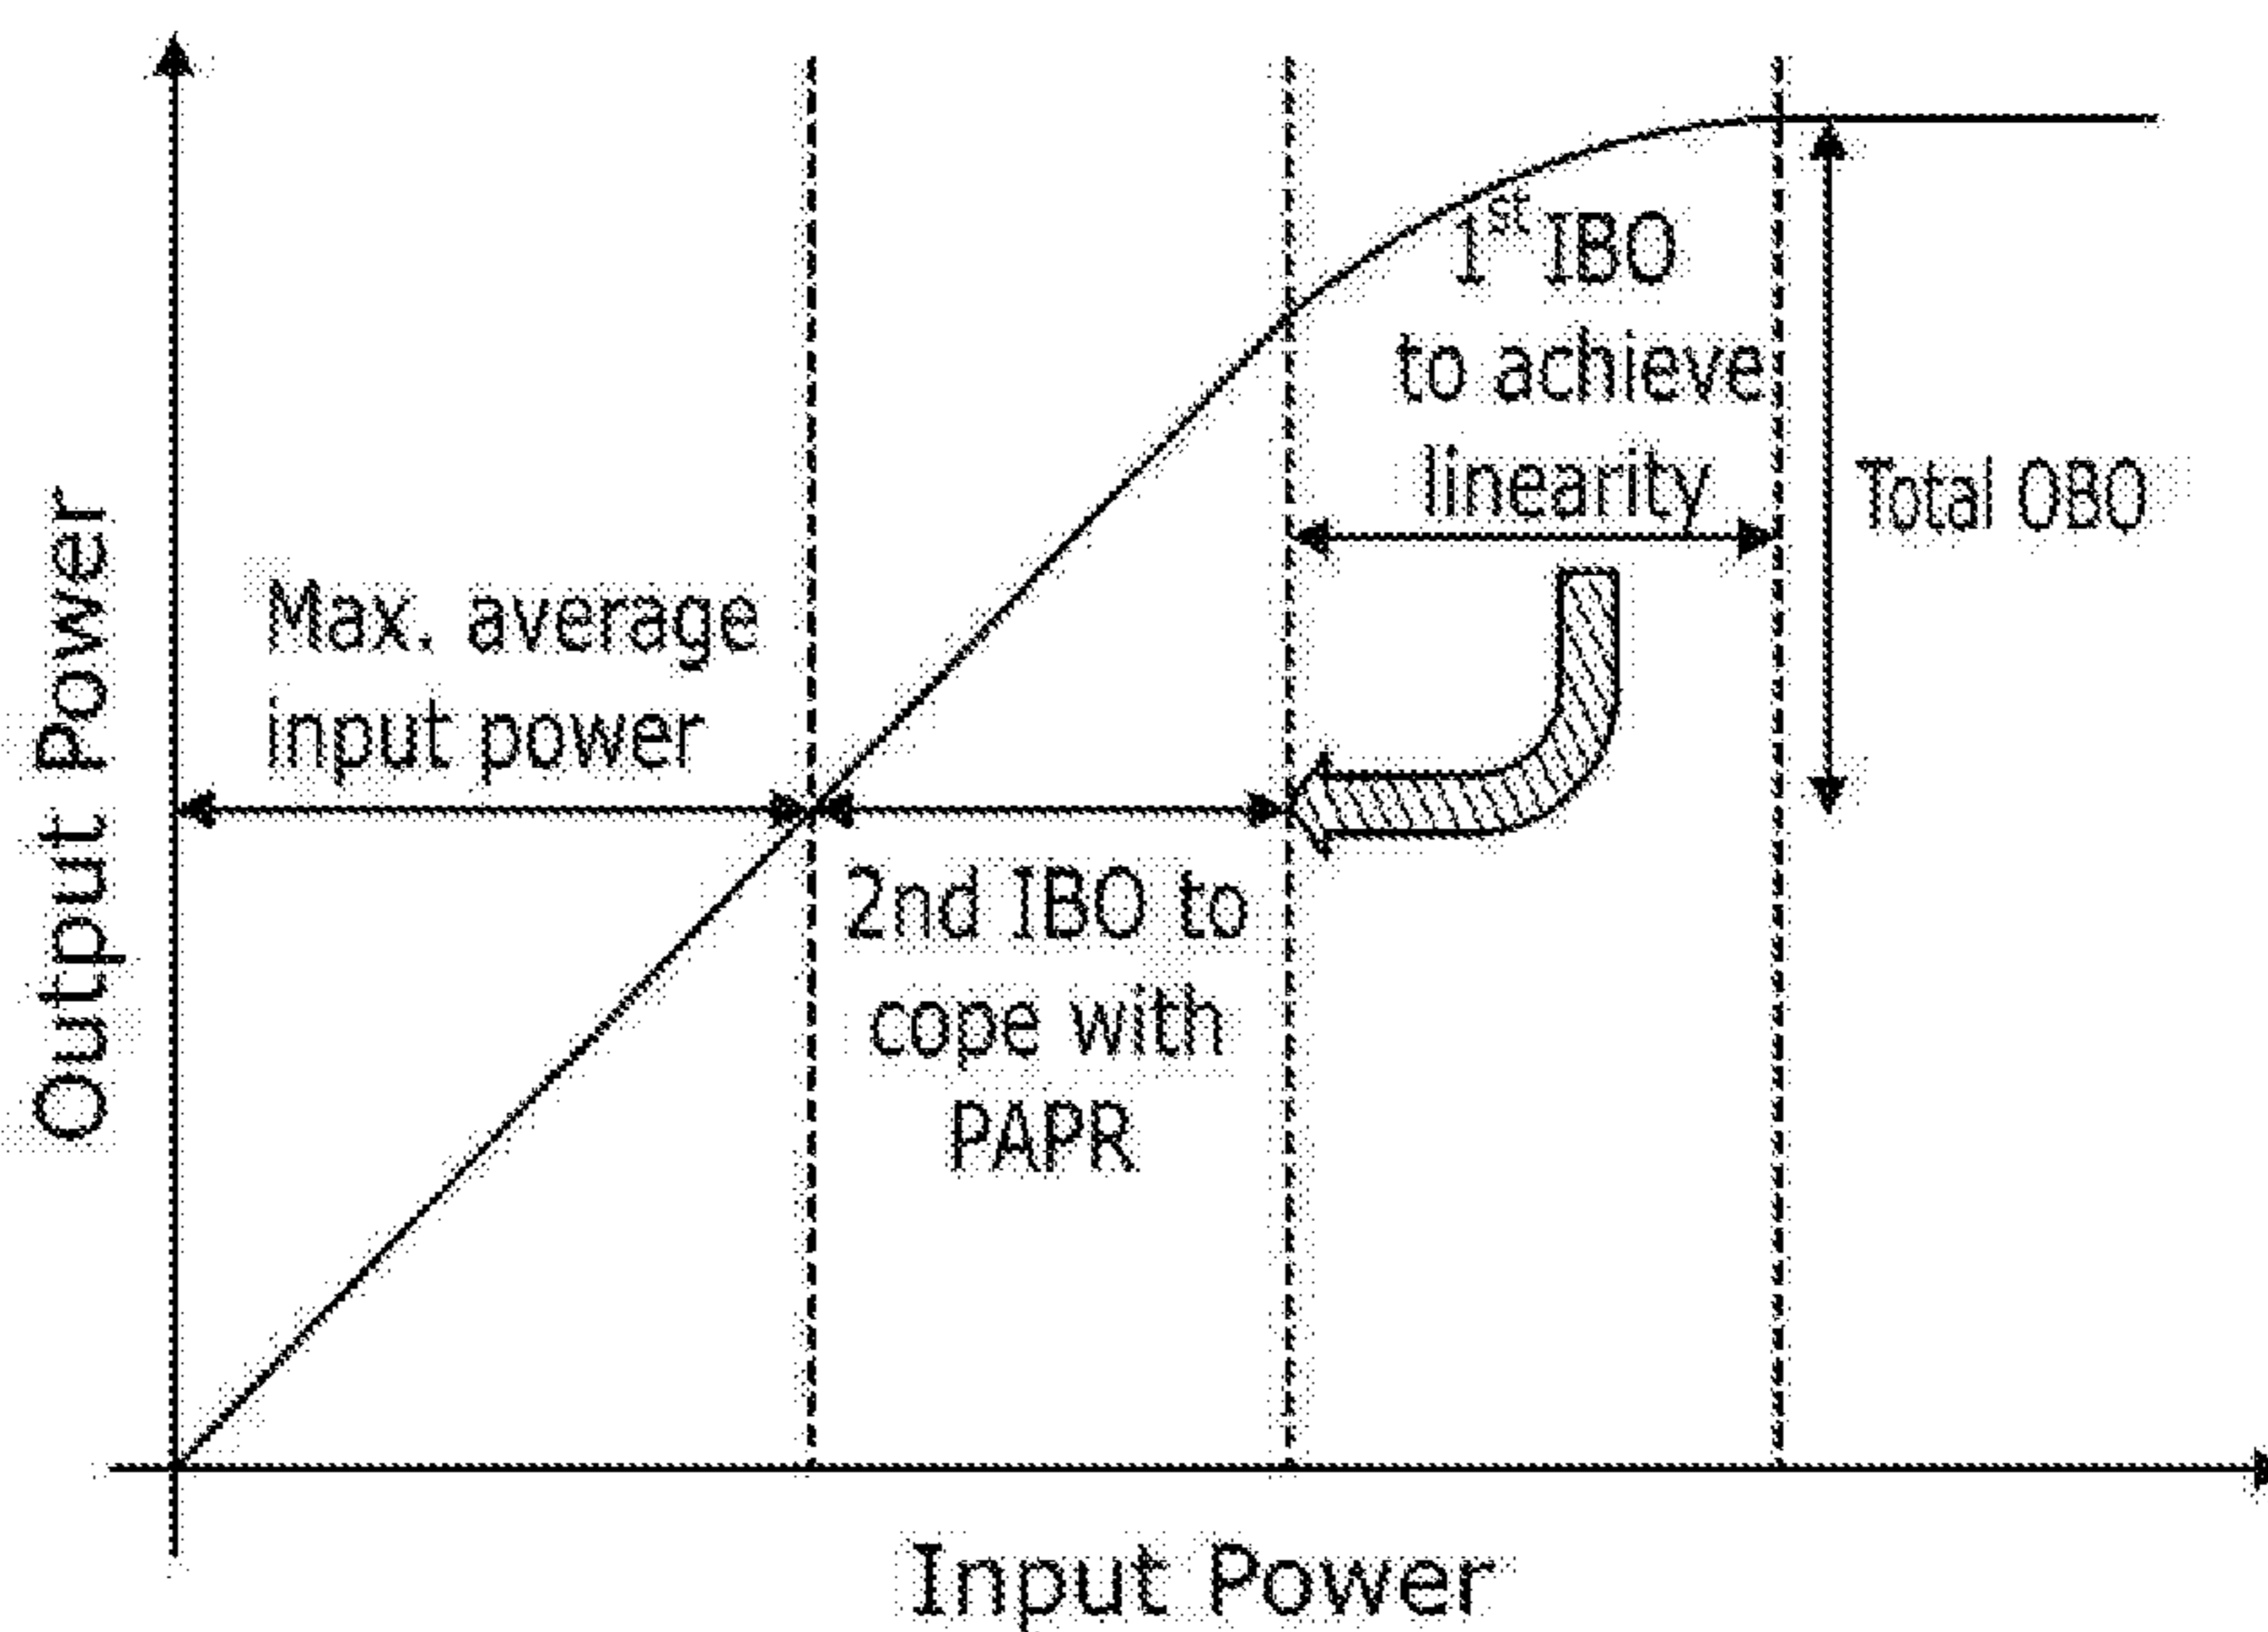 Output Power
Max. average
input power
1st IBO
to achieve
linearity
Total OBO
2nd IBO to
cope with
PAPR
Input Power